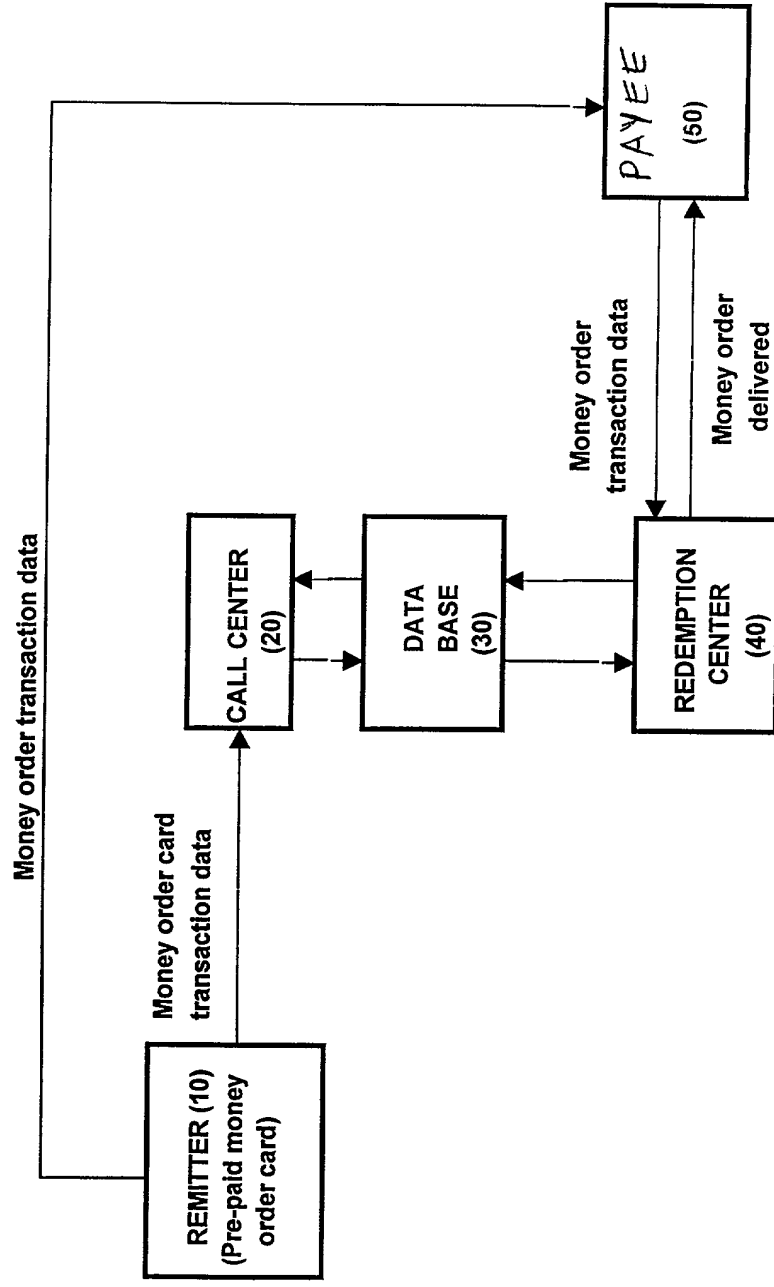 Money order transaction data
REMITTER (10)
(Pre-paid money
order card)
Money order card
transaction data
CALL CENTER
(20)
DATA
BASE
(30)
REDEMPTION
CENTER
(40)
Money order
transaction data
Money order
delivered
PAYEE
(50)